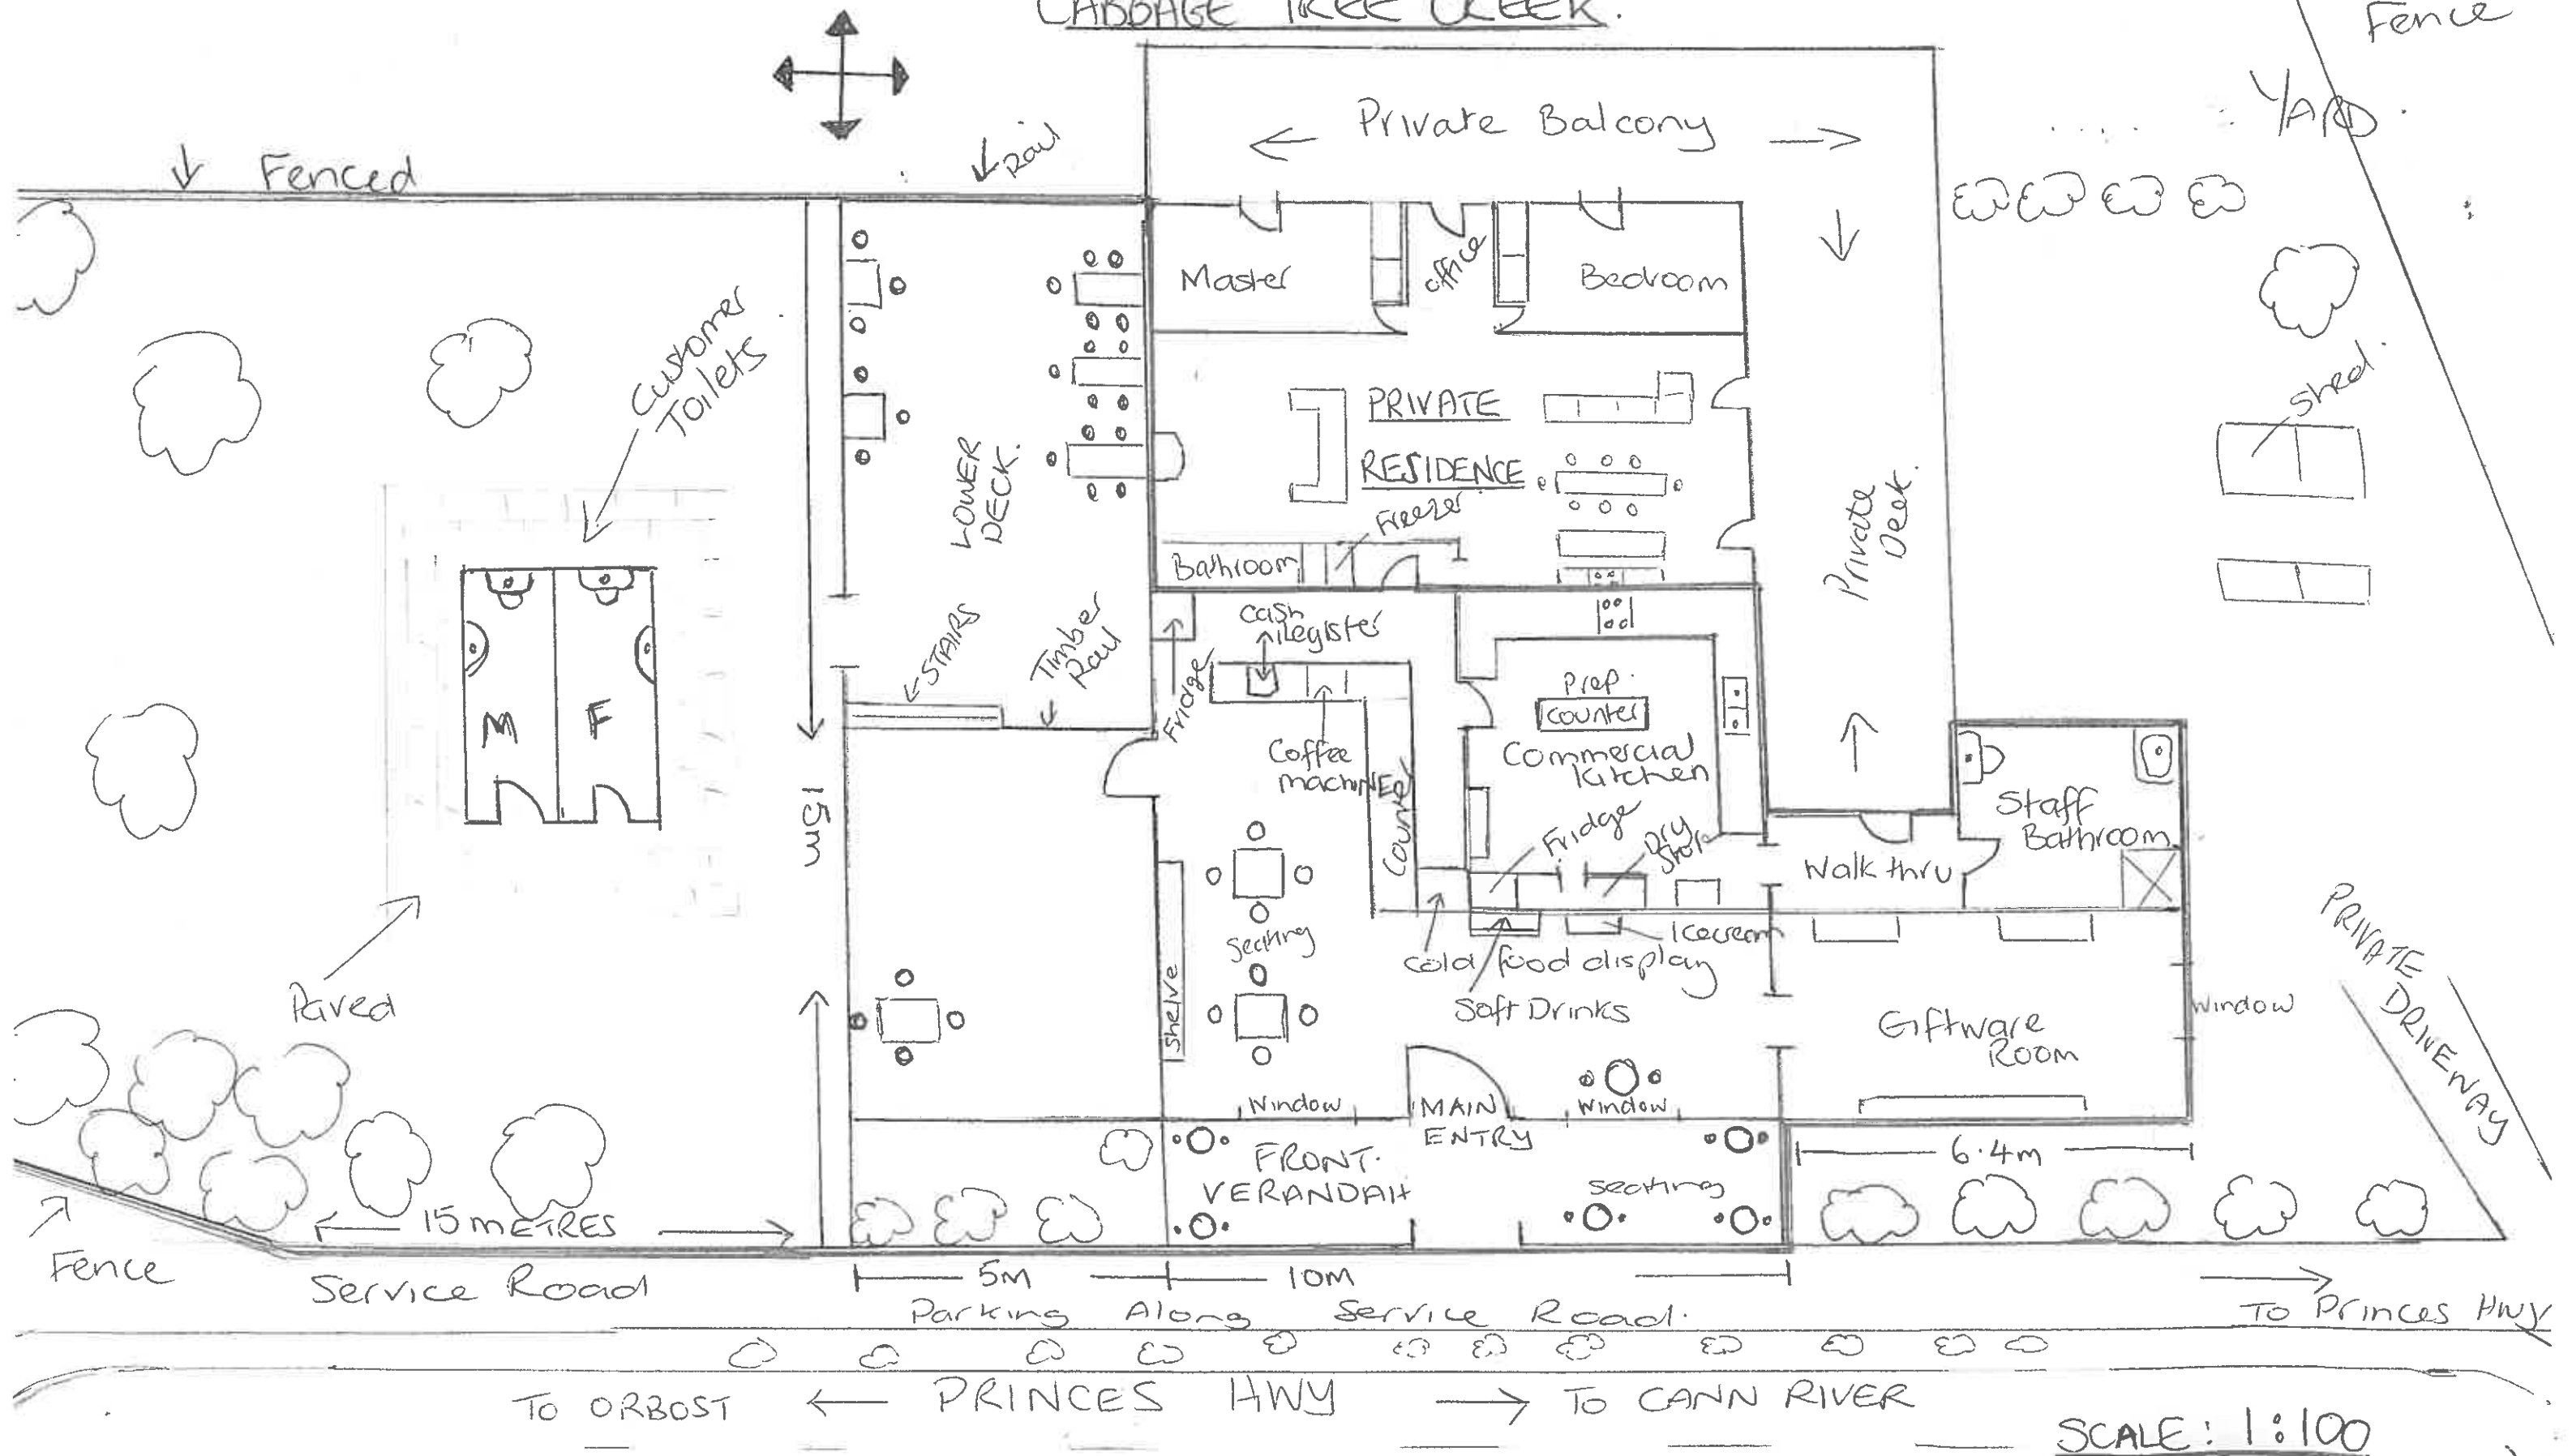 CABBAGE TREE CREEK.
Fence
YARD.
Private Balcony
Rail
Fenced
Master
office
Bedroom
Customer
Toilets
Shed.
PRIVATE
RESIDENCE
LOWER
DECK.
Freezer
Private
Deck.
Bathroom
STAIRS
Timber
Rail
Cash
Register
Fridge
Prep.
Counter
M
F
Coffee
machine
Counter
Commercial
Kitchen
Staff
Bathroom
15m
Fridge
Dry
Store
Walk thru
PRIVATE
DRIVEWAY
Seating
Icecream
cold food display
Shelve
Soft Drinks
Paved
Giftware
Room
Window
Window
MAIN
ENTRY
Window
FRONT.
VERANDAH
6.4m
Seating
15 METRES
Fence
Service Road
5M
10M
Parking Along Service Road.
To Princes Hwy
TO ORBOST
PRINCES HWY
TO CANN RIVER
SCALE: 1:100